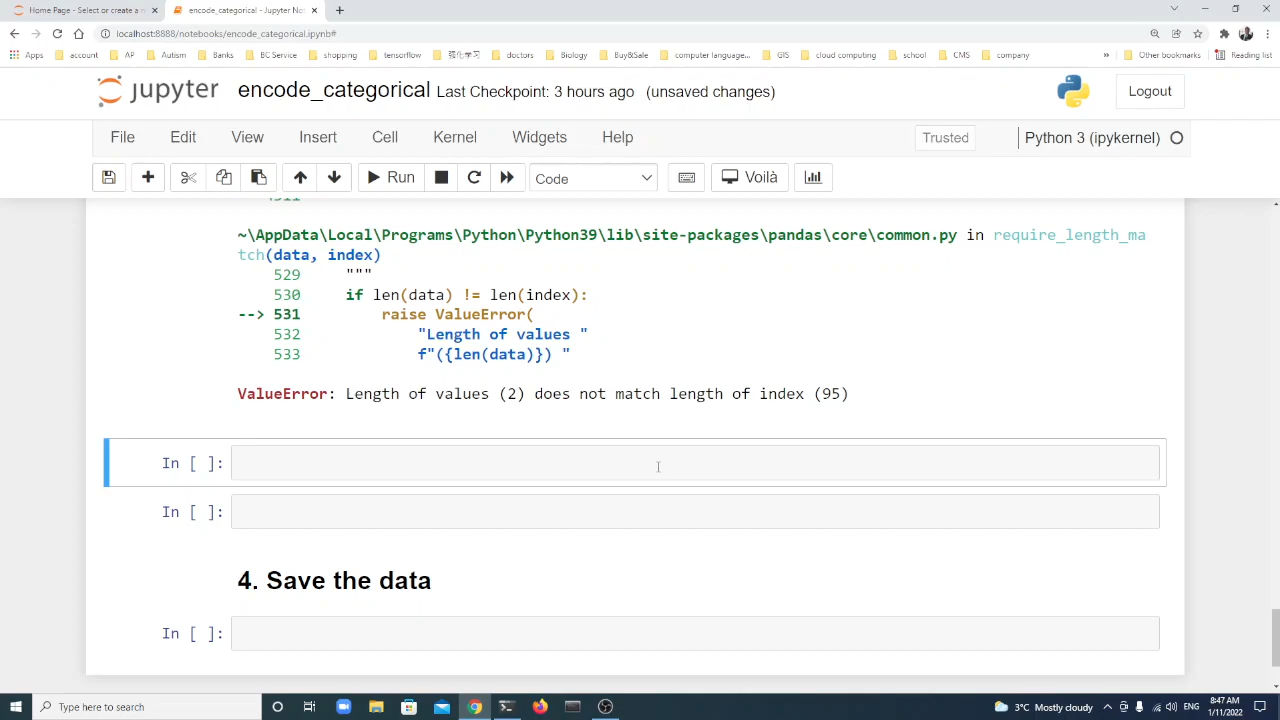 Home Page - Select or create a n
encode_categorical - Jupyter Not
localhost:8888/notebooks/encode_categorical.ipynb#
Apps account AP Autism Banks BC Service shopping tensorflow 强化学习 doctors Biology Buy&Sale computer language... GIS cloud computing school CMS company » Other bookmarks Reading list
jupyter encode_categorical Last Checkpoint: 3 hours ago (unsaved changes) Logout
File Edit View Insert Cell Kernel Widgets Help Trusted Python 3 (ipykernel)
Run Code Voilà
4311
~\AppData\Local\Programs\Python\Python39\lib\site-packages\pandas\core\common.py in require_length_ma
tch(data, index)
529 """
530 if len(data) != len(index):
--> 531 raise ValueError(
532 "Length of values "
533 f"({len(data)}) "
ValueError: Length of values (2) does not match length of index (95)
In [ ]:
In [ ]:
4. Save the data
In [ ]:
Type here to search
3°C Mostly cloudy ENG 8:47 AM
1/11/2022